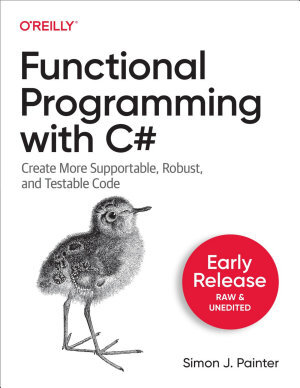 O'REILLY®
Functional
Programming
with C#
Create More Supportable, Robust,
and Testable Code
Early
Release
RAW &
UNEDITED
Simon J. Painter